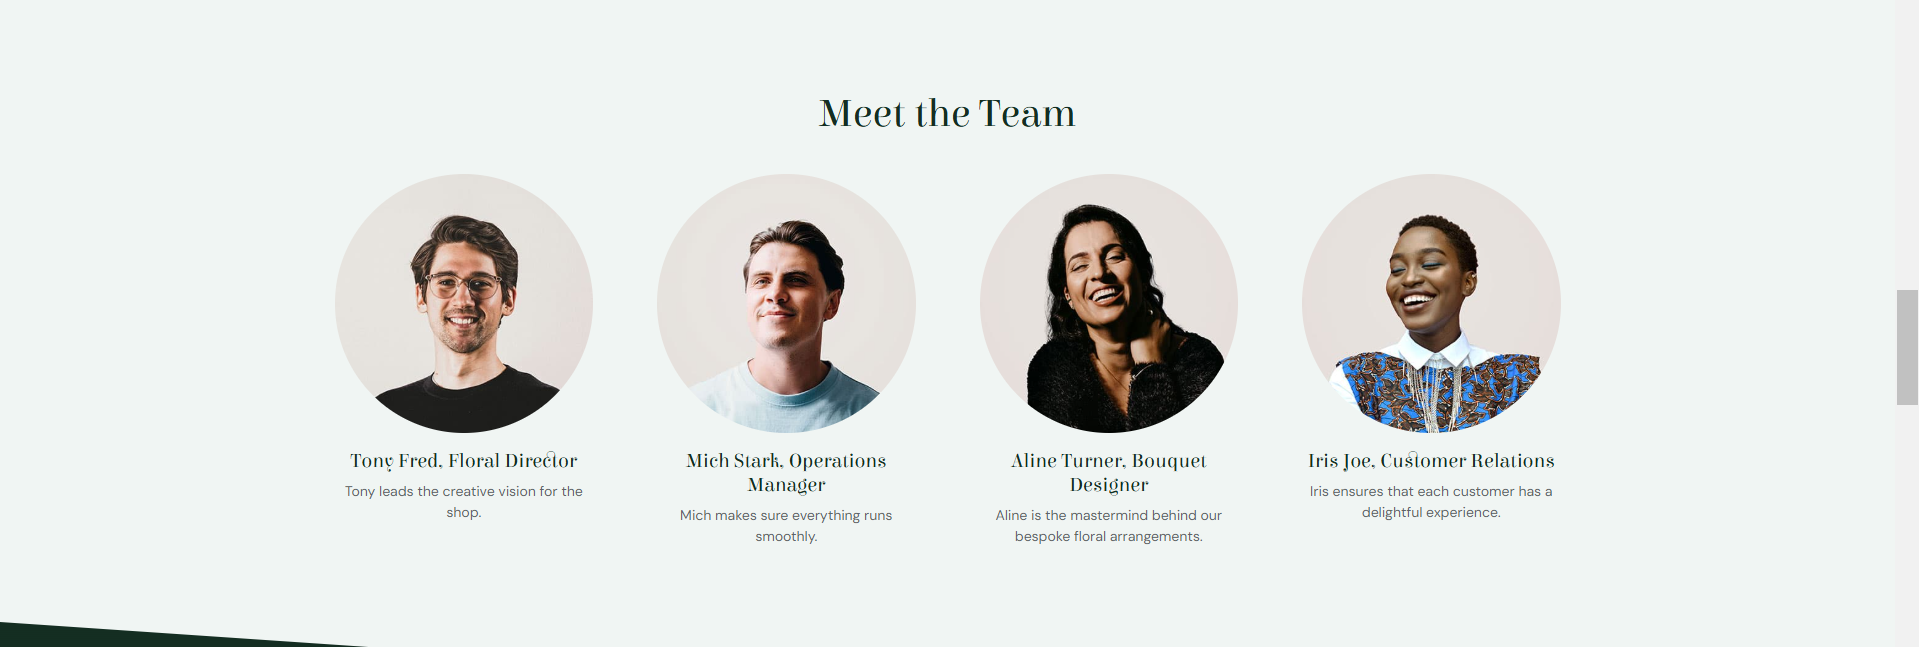 Meet the Team
Tony Fred, Floral Director
Tony leads the creative vision for the
shop.
Mich Stark, Operations
Manager
Mich makes sure everything runs
smoothly.
Aline Turner, Bouquet
Designer
Aline is the mastermind behind our
bespoke floral arrangements.
Iris Joe, Customer Relations
Iris ensures that each customer has a
delightful experience.